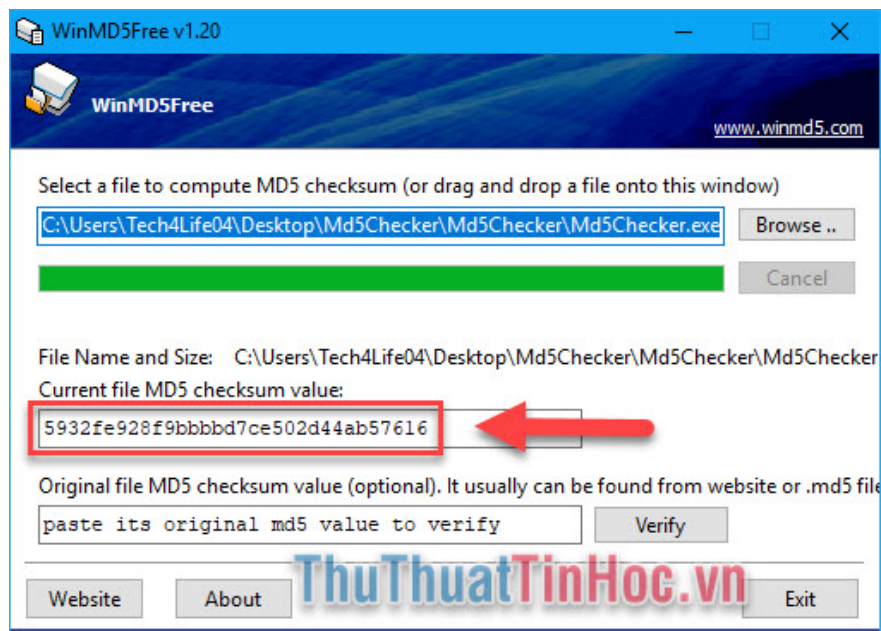 WinMD5Free v1.20
WinMD5Free
www.winmd5.com
Select a file to compute MD5 checksum (or drag and drop a file onto this window)
C:\Users\Tech4Life04\Desktop\Md5Checker\Md5Checker\Md5Checker.exe
Browse ..
Cancel
File Name and Size: C:\Users\Tech4Life04\Desktop\Md5Checker\Md5Checker\Md5Checker
Current file MD5 checksum value:
5932fe928f9bbbbd7ce502d44ab57616
Original file MD5 checksum value (optional). It usually can be found from website or .md5 file
paste its original md5 value to verify
Verify
ThuThuatTinHoc.vn
Website
About
Exit